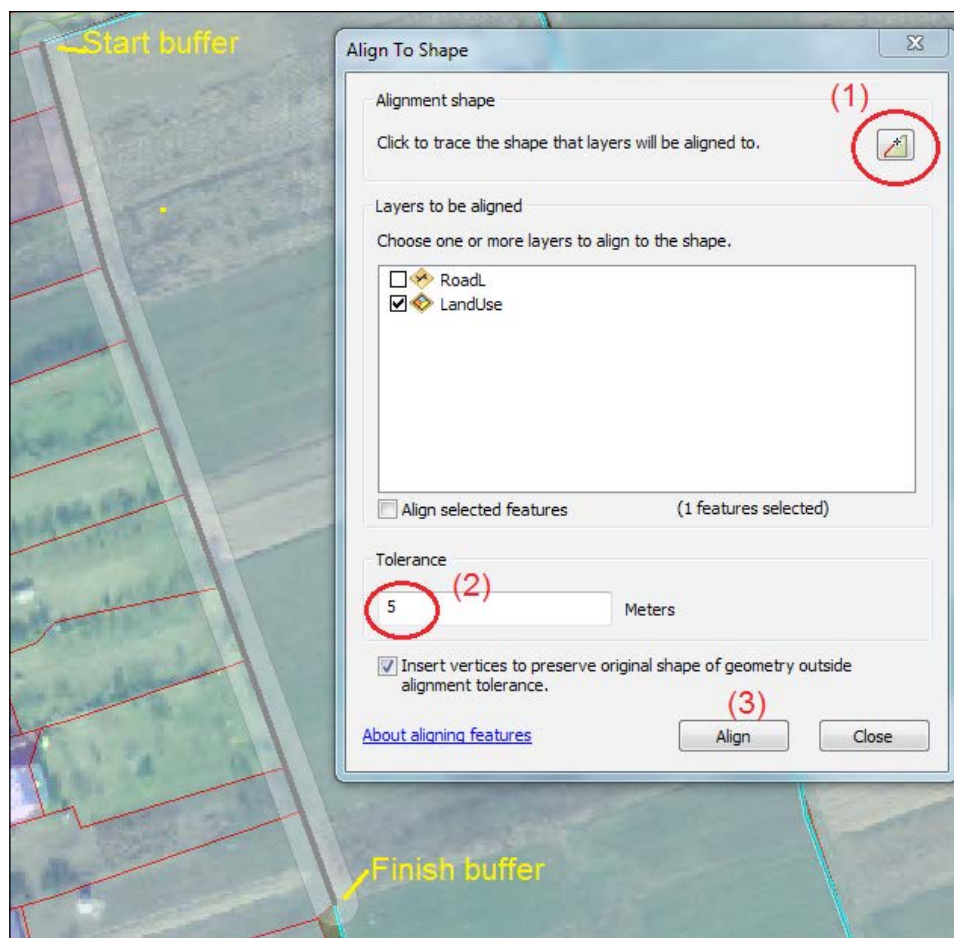 Start buffer
Align To Shape
Alignment shape
(1)
Click to trace the shape that layers will be aligned to.
Layers to be aligned
Choose one or more layers to align to the shape.
RoadL
LandUse
Align selected features
(1 features selected)
Tolerance
5
(2)
Meters
Insert vertices to preserve original shape of geometry outside
alignment tolerance.
(3)
About aligning features
Align
Close
Finish buffer